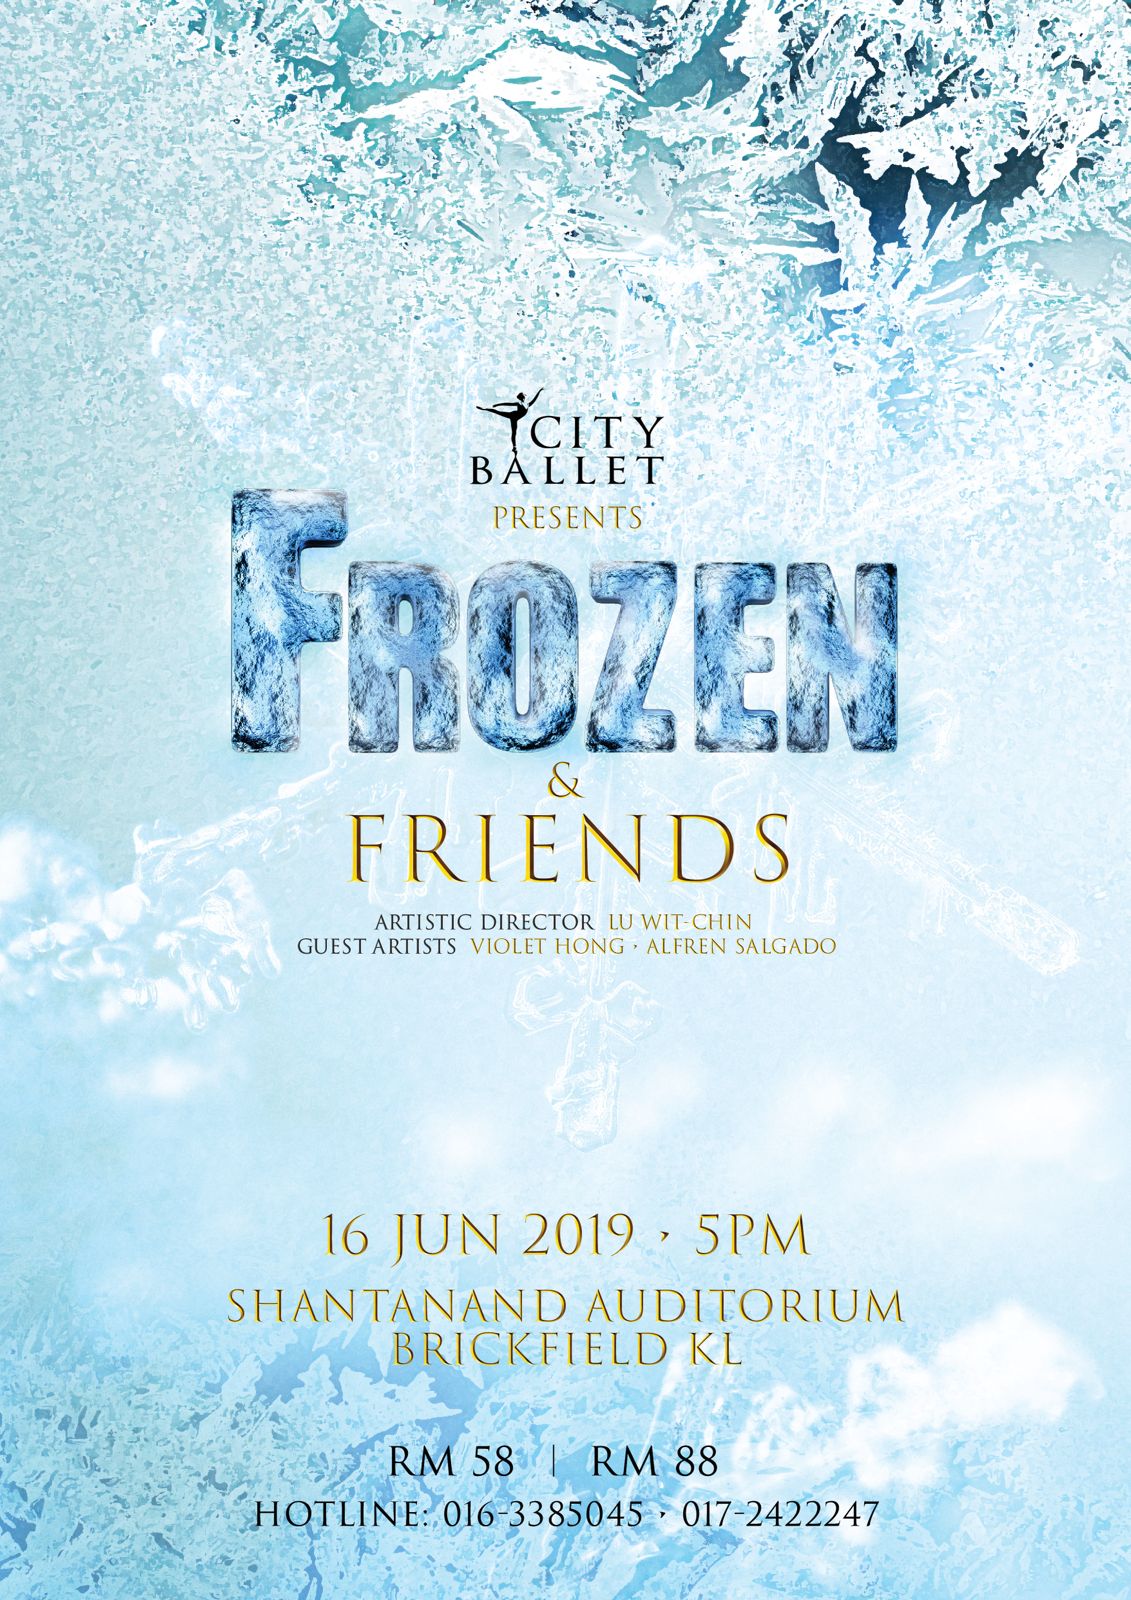 CITY
BALLET
PRESENTS
FROZEN
&
FRIENDS
ARTISTIC DIRECTOR LU WIT-CHIN
GUEST ARTISTS VIOLET HONG · ALFREN SALGADO
16 JUN 2019 · 5PM
SHANTANAND AUDITORIUM
BRICKFIELD KL
RM 58 | RM 88
HOTLINE: 016-3385045 · 017-2422247